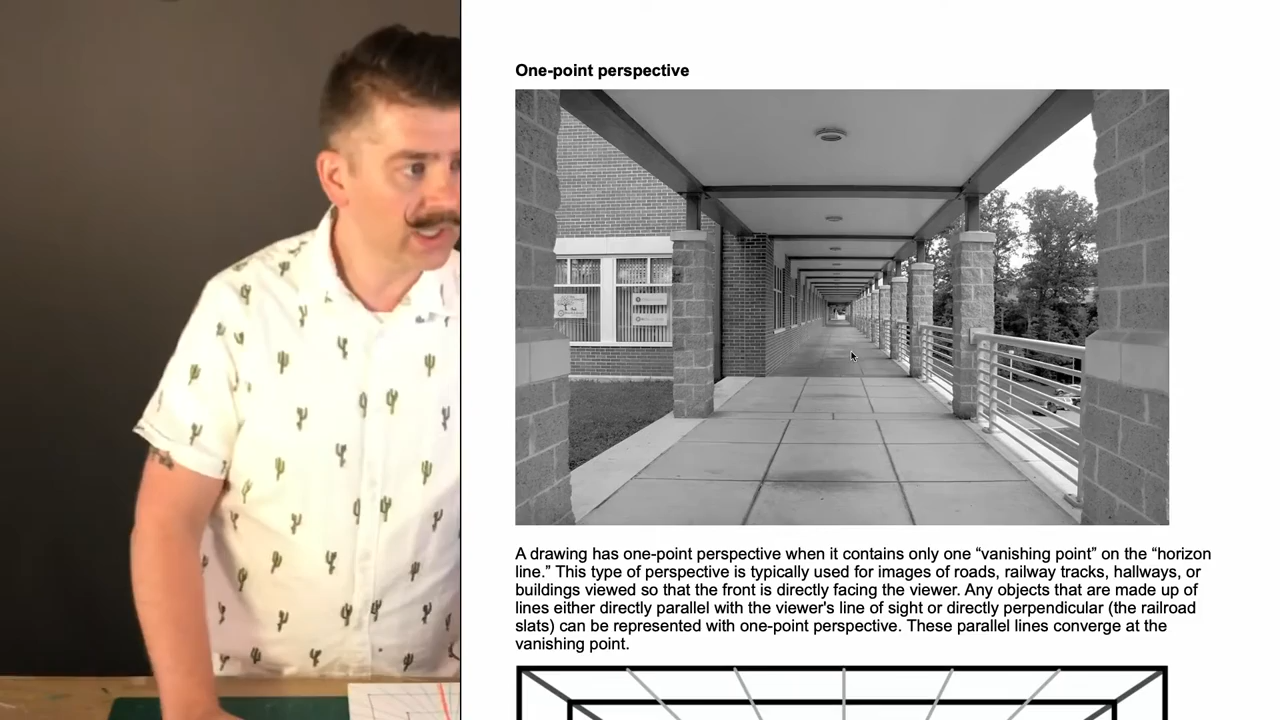 One-point perspective
A drawing has one-point perspective when it contains only one “vanishing point” on the “horizon
line.” This type of perspective is typically used for images of roads, railway tracks, hallways, or
buildings viewed so that the front is directly facing the viewer. Any objects that are made up of
lines either directly parallel with the viewer's line of sight or directly perpendicular (the railroad
slats) can be represented with one-point perspective. These parallel lines converge at the
vanishing point.